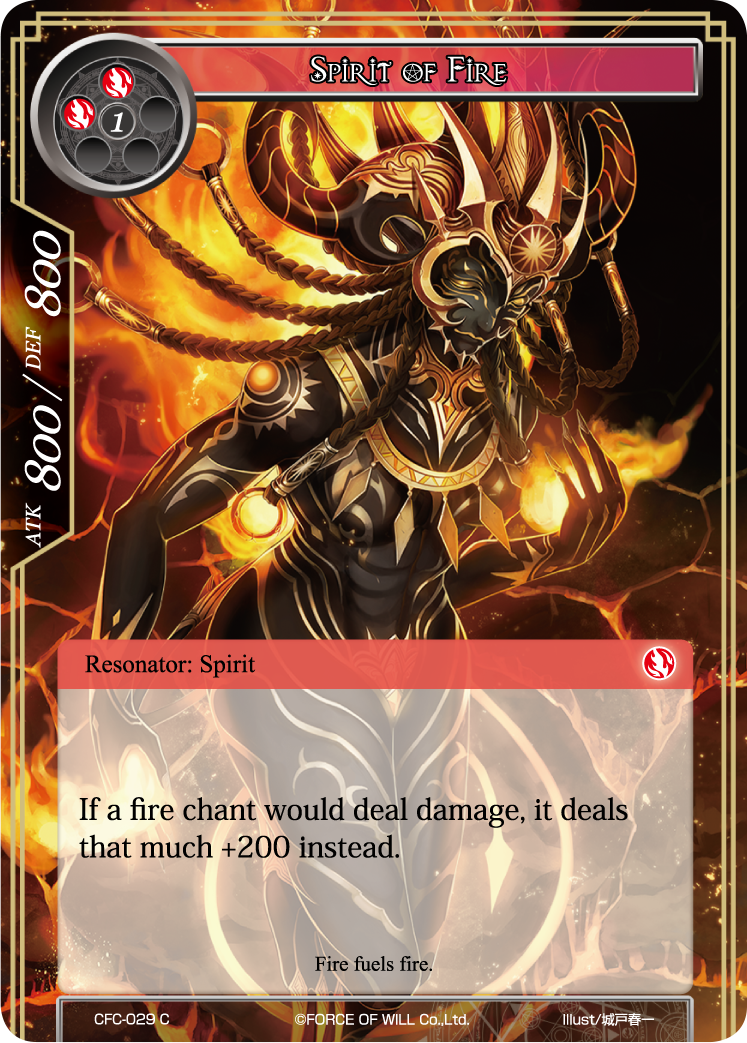 Spirit of Fire
1
ATK 800 / DEF 800
Resonator: Spirit
If a fire chant would deal damage, it deals
that much +200 instead.
Fire fuels fire.
CFC-029 C
©FORCE OF WILL Co.,Ltd.
Illust/城戸春一